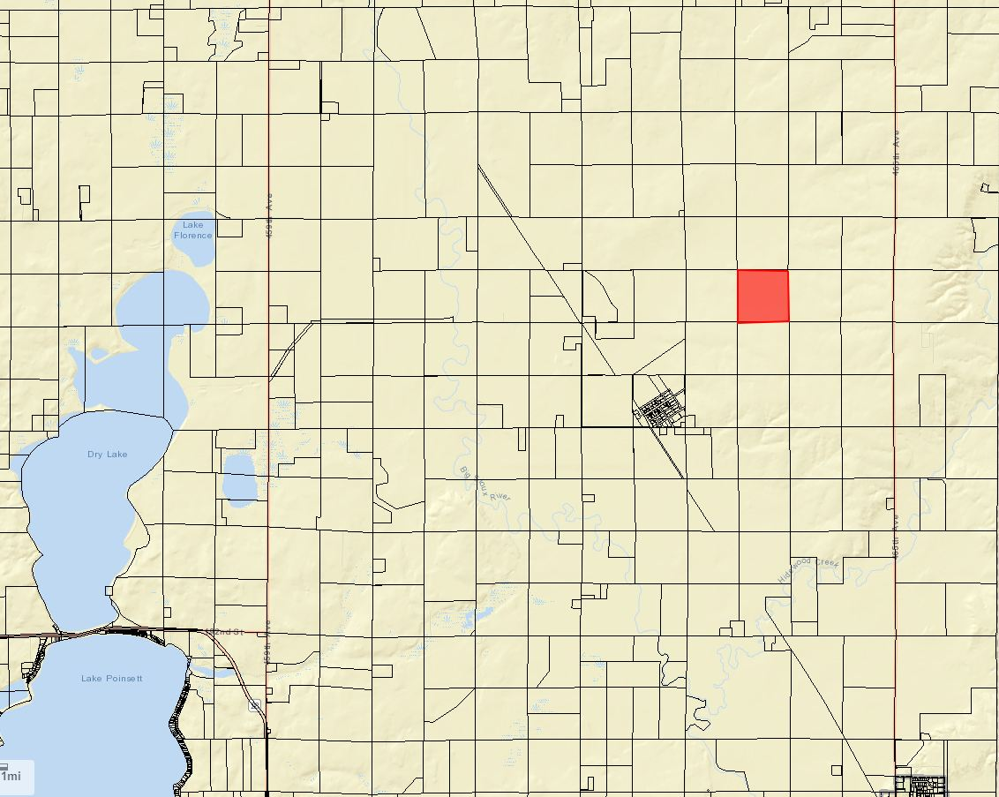 465th Ave
459th Ave
Lake
Florence
Dry Lake
Big Sioux River
465th Ave
Hidewood Creek
459th Ave
Lake Poinsett
1mi